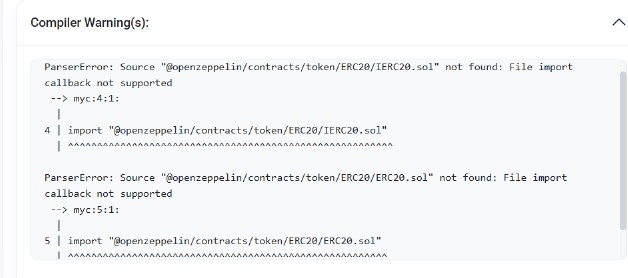 Compiler Warning(s):
ParserError: Source "@openzeppelin/contracts/token/ERC20/IERC20.sol" not found: File import
callback not supported
--> myc:4:1:
|
4 | import "@openzeppelin/contracts/token/ERC20/IERC20.sol"
| ^^^^^^^^^^^^^^^^^^^^^^^^^^^^^^^^^^^^^^^^^^^^^^^^^^^^^^^^
ParserError: Source "@openzeppelin/contracts/token/ERC20/ERC20.sol" not found: File import
callback not supported
--> myc:5:1:
|
5 | import "@openzeppelin/contracts/token/ERC20/ERC20.sol"
| ^^^^^^^^^^^^^^^^^^^^^^^^^^^^^^^^^^^^^^^^^^^^^^^^^^^^^^^